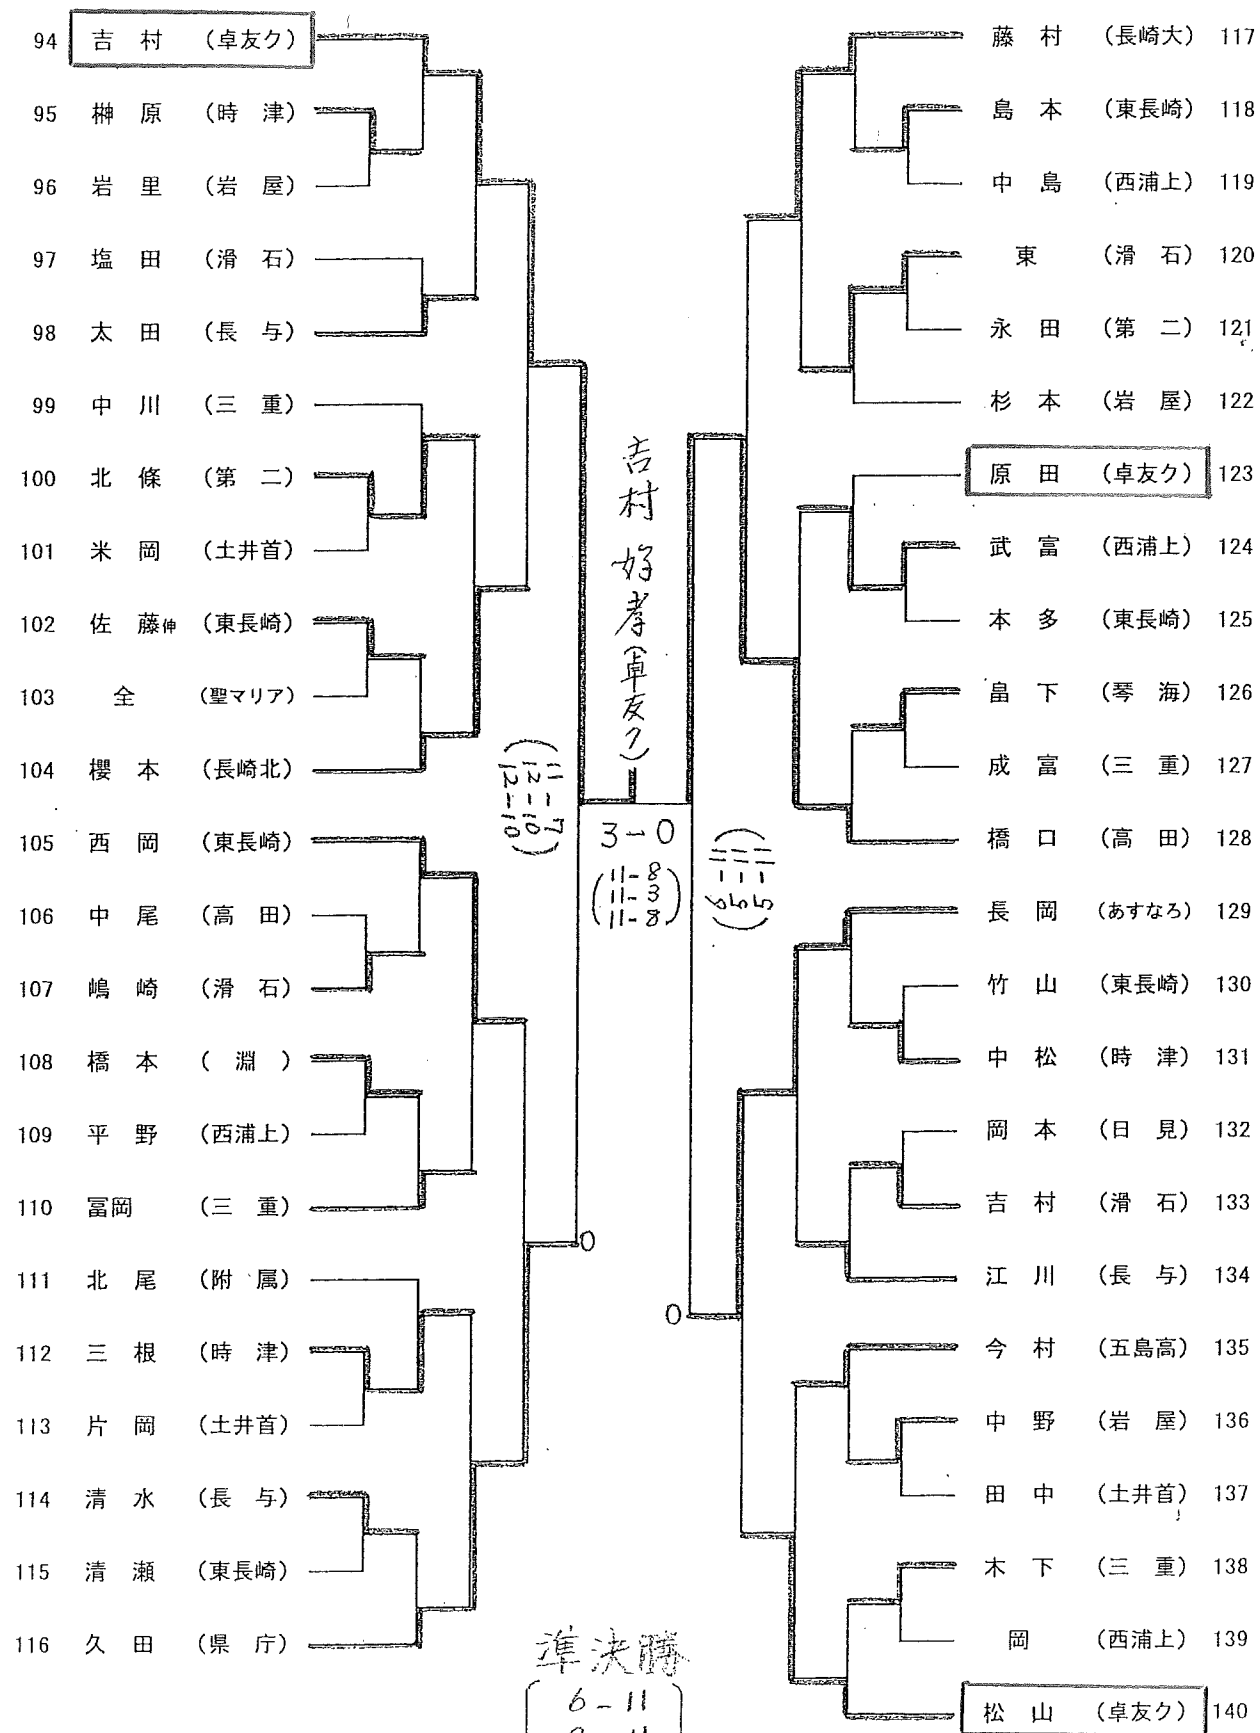 94 吉村 (卓友ク)
95 榊原 (時津)
96 岩里 (岩屋)
97 塩田 (滑石)
98 太田 (長与)
99 中川 (三重)
100 北條 (第二)
101 米岡 (土井首)
102 佐藤伸 (東長崎)
103 全 (聖マリア)
104 櫻本 (長崎北)
105 西岡 (東長崎)
106 中尾 (高田)
107 嶋崎 (滑石)
108 橋本 (淵)
109 平野 (西浦上)
110 冨岡 (三重)
111 北尾 (附属)
112 三根 (時津)
113 片岡 (土井首)
114 清水 (長与)
115 清瀬 (東長崎)
116 久田 (県庁)
吉村 好孝 (卓友ク)
(11-7
12-10
12-10)
3-0
(11-8
11-3
11-8)
(11-5
11-5
11-9)
0
0
準決勝
6-11
藤村 (長崎大) 117
島本 (東長崎) 118
中島 (西浦上) 119
東 (滑石) 120
永田 (第二) 121
杉本 (岩屋) 122
原田 (卓友ク) 123
武富 (西浦上) 124
本多 (東長崎) 125
畠下 (琴海) 126
成富 (三重) 127
橋口 (高田) 128
長岡 (あすなろ) 129
竹山 (東長崎) 130
中松 (時津) 131
岡本 (日見) 132
吉村 (滑石) 133
江川 (長与) 134
今村 (五島高) 135
中野 (岩屋) 136
田中 (土井首) 137
木下 (三重) 138
岡 (西浦上) 139
松山 (卓友ク) 140